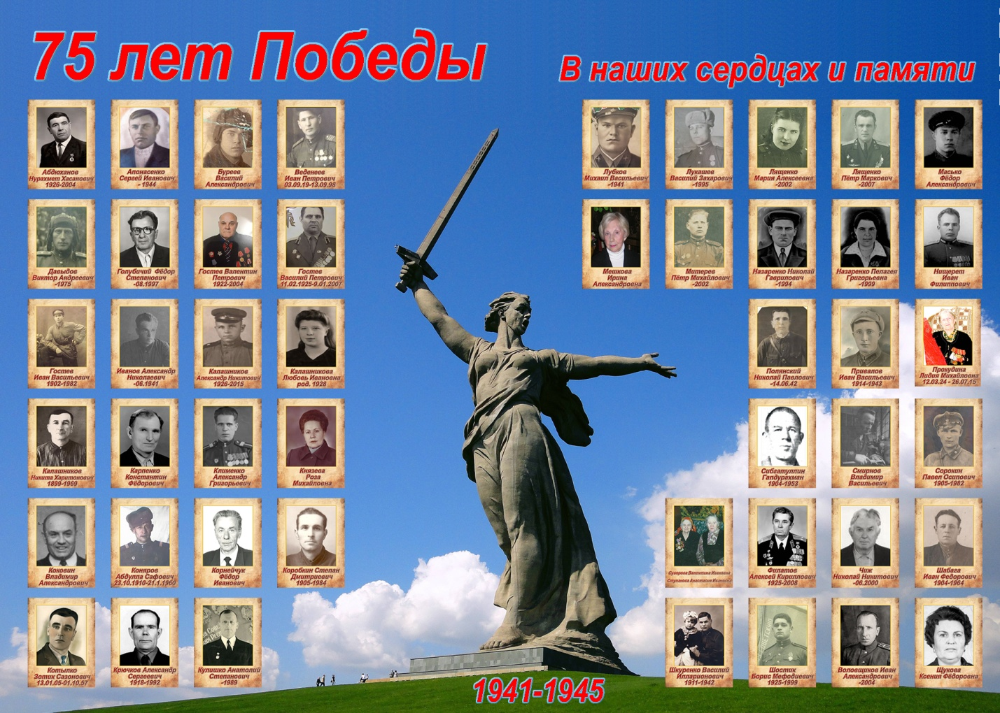 75 лет Победы
В наших сердцах и памяти
Абдюханов
Нурахмет Хасанович
1926-2004
Апонасенко
Сергей Иванович
- 1944
Буреев
Василий
Александрович
Веденеев
Иван Петрович
03.09.19-13.09.98
Лубков
Михаил Васильевич
-1941
Лукашев
Василий Захарович
-1995
Лященко
Мария Алексеевна
-2002
Лященко
Пётр Маркович
-2007
Масько
Фёдор
Александрович
Давыдов
Виктор Андреевич
-1975
Голубичий Фёдор
Степанович
-08.1997
Гостев Валентин
Петрович
1922-2004
Гостев
Василий Петрович
11.02.1925-9.01.2007
Мешкова
Ирина
Александровна
Митерев
Пётр Михайлович
-2002
Назаренко Николай
Гаврилович
-1994
Назаренко Пелагея
Григорьевна
-1999
Нищерет
Иван
Филиппович
Гостев
Иван Васильевич
1902-1982
Иванов Александр
Николаевич
-06.1941
Калашников
Александр Никитович
1926-2015
Калашникова
Любовь Ивановна
род. 1928
Полянский
Николай Павлович
-14.06.42
Привалов
Иван Васильевич
1914-1943
Прокудина
Лидия Михайловна
12.03.24 - 26.07.15
Калашников
Никита Харитонович
1899-1969
Карпенко
Константин
Фёдорович
Клименко
Александр
Григорьевич
Князева
Роза
Михайловна
Сибгатуллин
Гапдурахман
1904-1953
Смирнов
Владимир
Васильевич
Сорокин
Павел Осипович
1905-1982
Коковин
Владимир
Александрович
Коняров
Абдулла Сафович
23.10.1910-21.1.1960
Корнейчук
Фёдор
Иванович
Коробкин Степан
Дмитриевич
1905-1984
Суворова Валентина Ивановна
Ступакова Анастасия Ивановна
Филатов
Алексей Кириллович
1925-2008
Чиж
Николай Никитович
-06.2000
Шабага
Иван Федорович
1904-1964
Котылко
Зотик Сазонович
13.01.05-01.10.57
Крючков Александр
Сергеевич
1918-1992
Кулишко Анатолий
Степанович
-1989
Шкуренко Василий
Илларионович
1911-1942
Шостик
Борис Мефодиевич
1925-1999
Воловщиков Иван
Александрович
-2004
Щукова
Ксения Фёдоровна
1941-1945